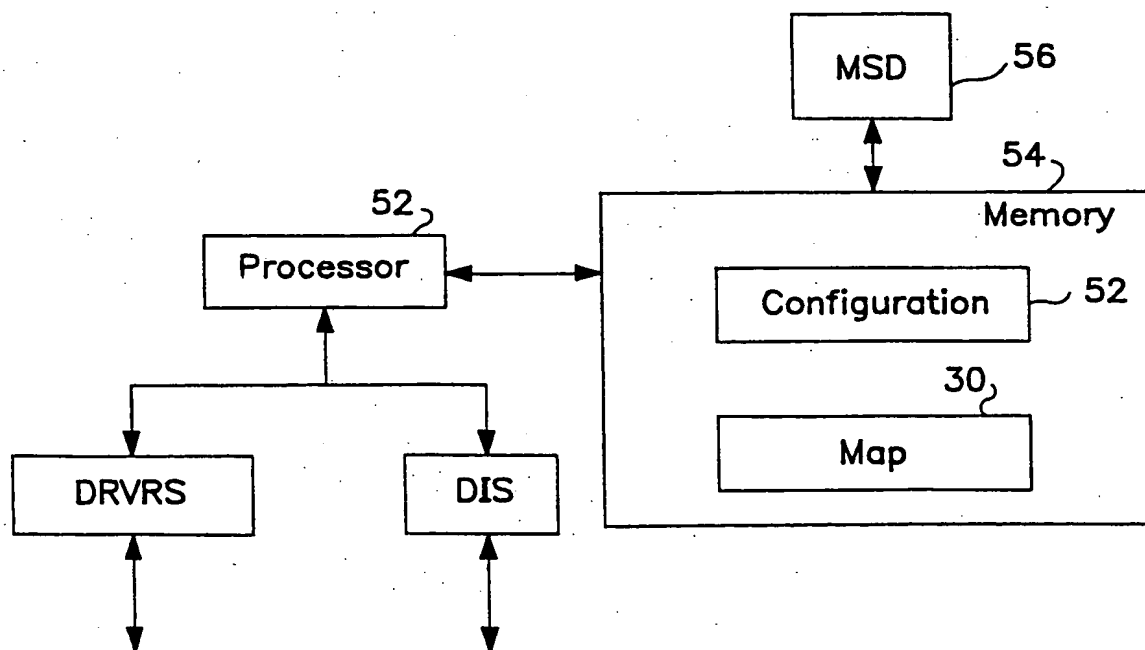 MSD
56
54
Memory
52
Processor
Configuration
52
30
Map
DRVRS
DIS